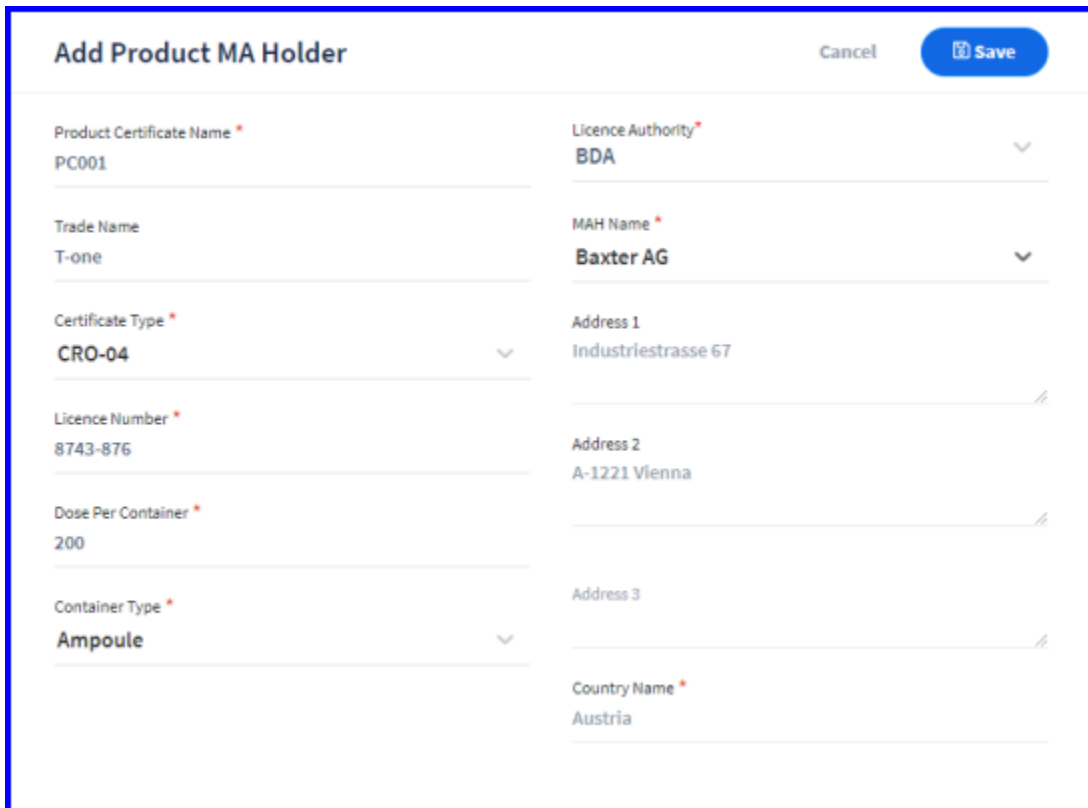 Add Product MA Holder
Cancel
Save
Product Certificate Name *
PC001
Trade Name
T-one
Certificate Type *
CRO-04
Licence Number *
8743-876
Dose Per Container *
200
Container Type *
Ampoule
Licence Authority*
BDA
MAH Name *
Baxter AG
Address 1
Industriestrasse 67
Address 2
A-1221 Vienna
Address 3
Country Name *
Austria